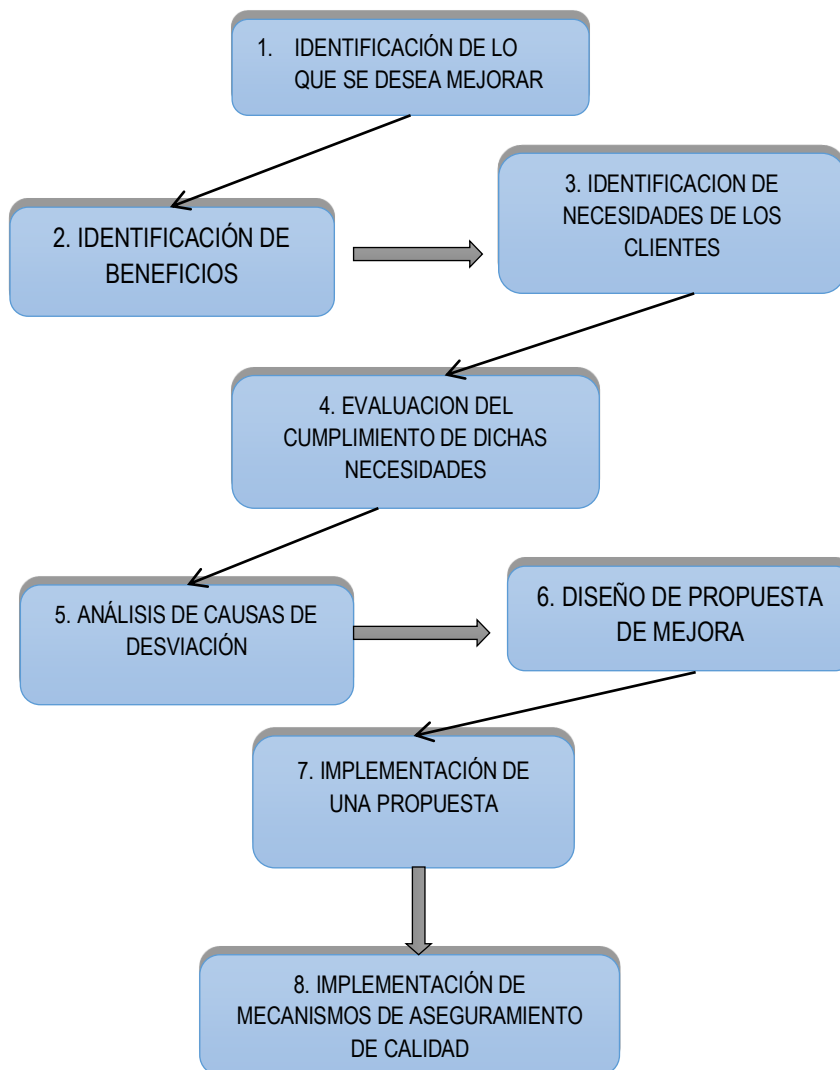 1. IDENTIFICACIÓN DE LO
QUE SE DESEA MEJORAR
2. IDENTIFICACIÓN DE
BENEFICIOS
3. IDENTIFICACION DE
NECESIDADES DE LOS
CLIENTES
4. EVALUACION DEL
CUMPLIMIENTO DE DICHAS
NECESIDADES
5. ANÁLISIS DE CAUSAS DE
DESVIACIÓN
6. DISEÑO DE PROPUESTA
DE MEJORA
7. IMPLEMENTACIÓN DE
UNA PROPUESTA
8. IMPLEMENTACIÓN DE
MECANISMOS DE ASEGURAMIENTO
DE CALIDAD